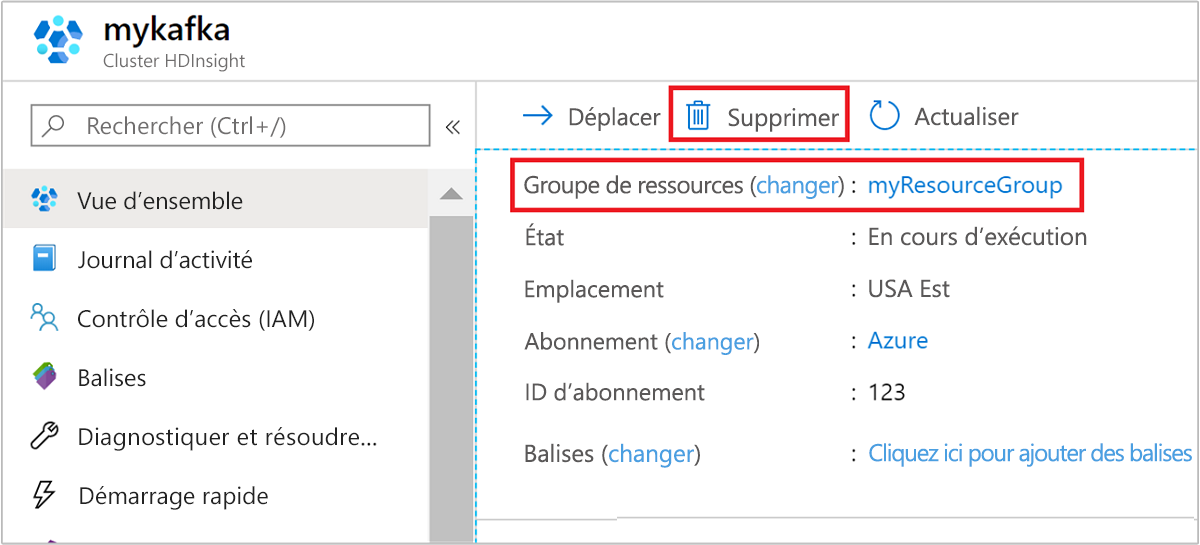 mykafka
Cluster HDInsight
Rechercher (Ctrl+/)
«
Vue d’ensemble
Journal d’activité
Contrôle d’accès (IAM)
Balises
Diagnostiquer et résoudre...
Démarrage rapide
Déplacer Supprimer Actualiser
Groupe de ressources (changer) : myResourceGroup
État : En cours d’exécution
Emplacement : USA Est
Abonnement (changer) : Azure
ID d’abonnement : 123
Balises (changer) : Cliquez ici pour ajouter des balises